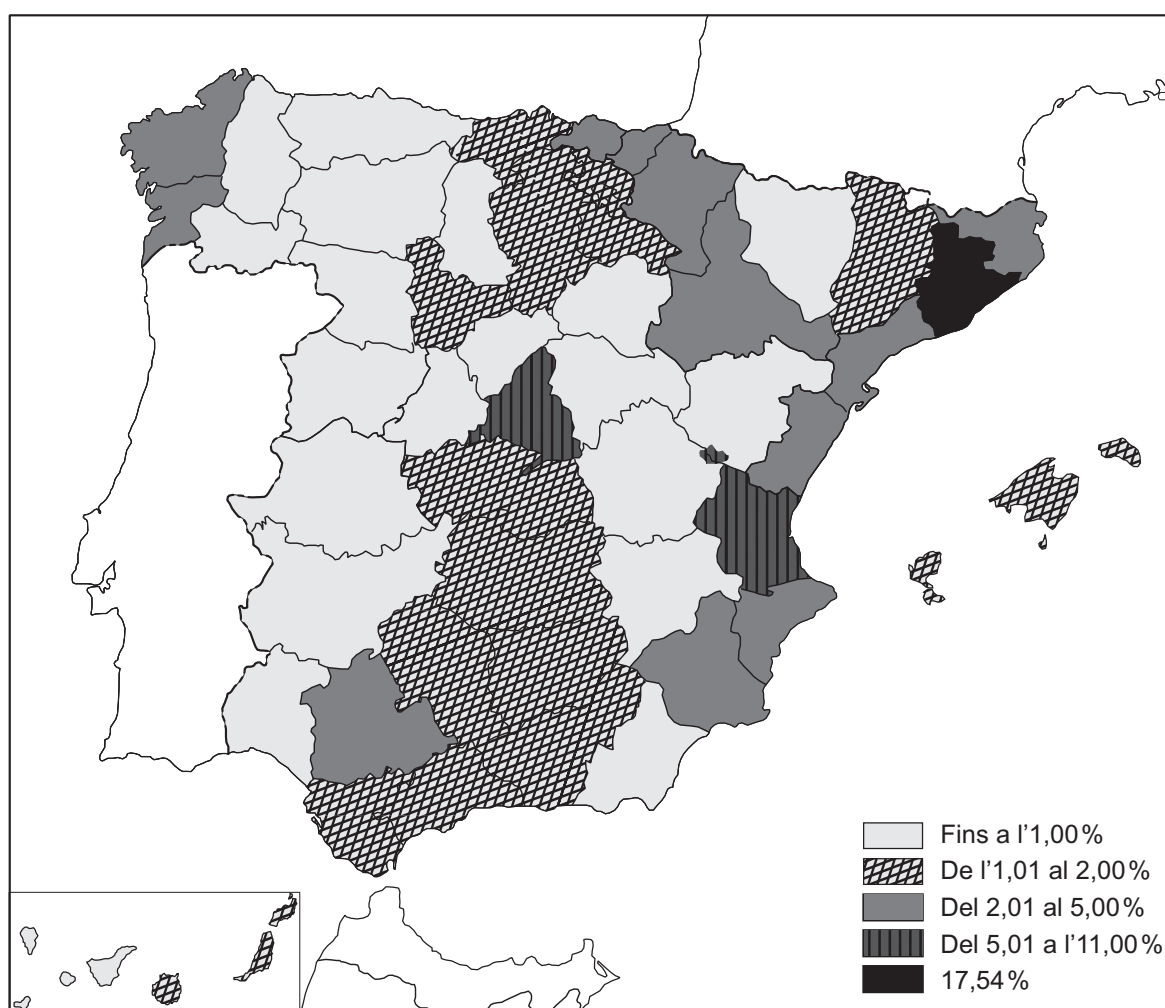 Fins a l'1,00%
De l'1,01 al 2,00%
Del 2,01 al 5,00%
Del 5,01 a l'11,00%
17,54%